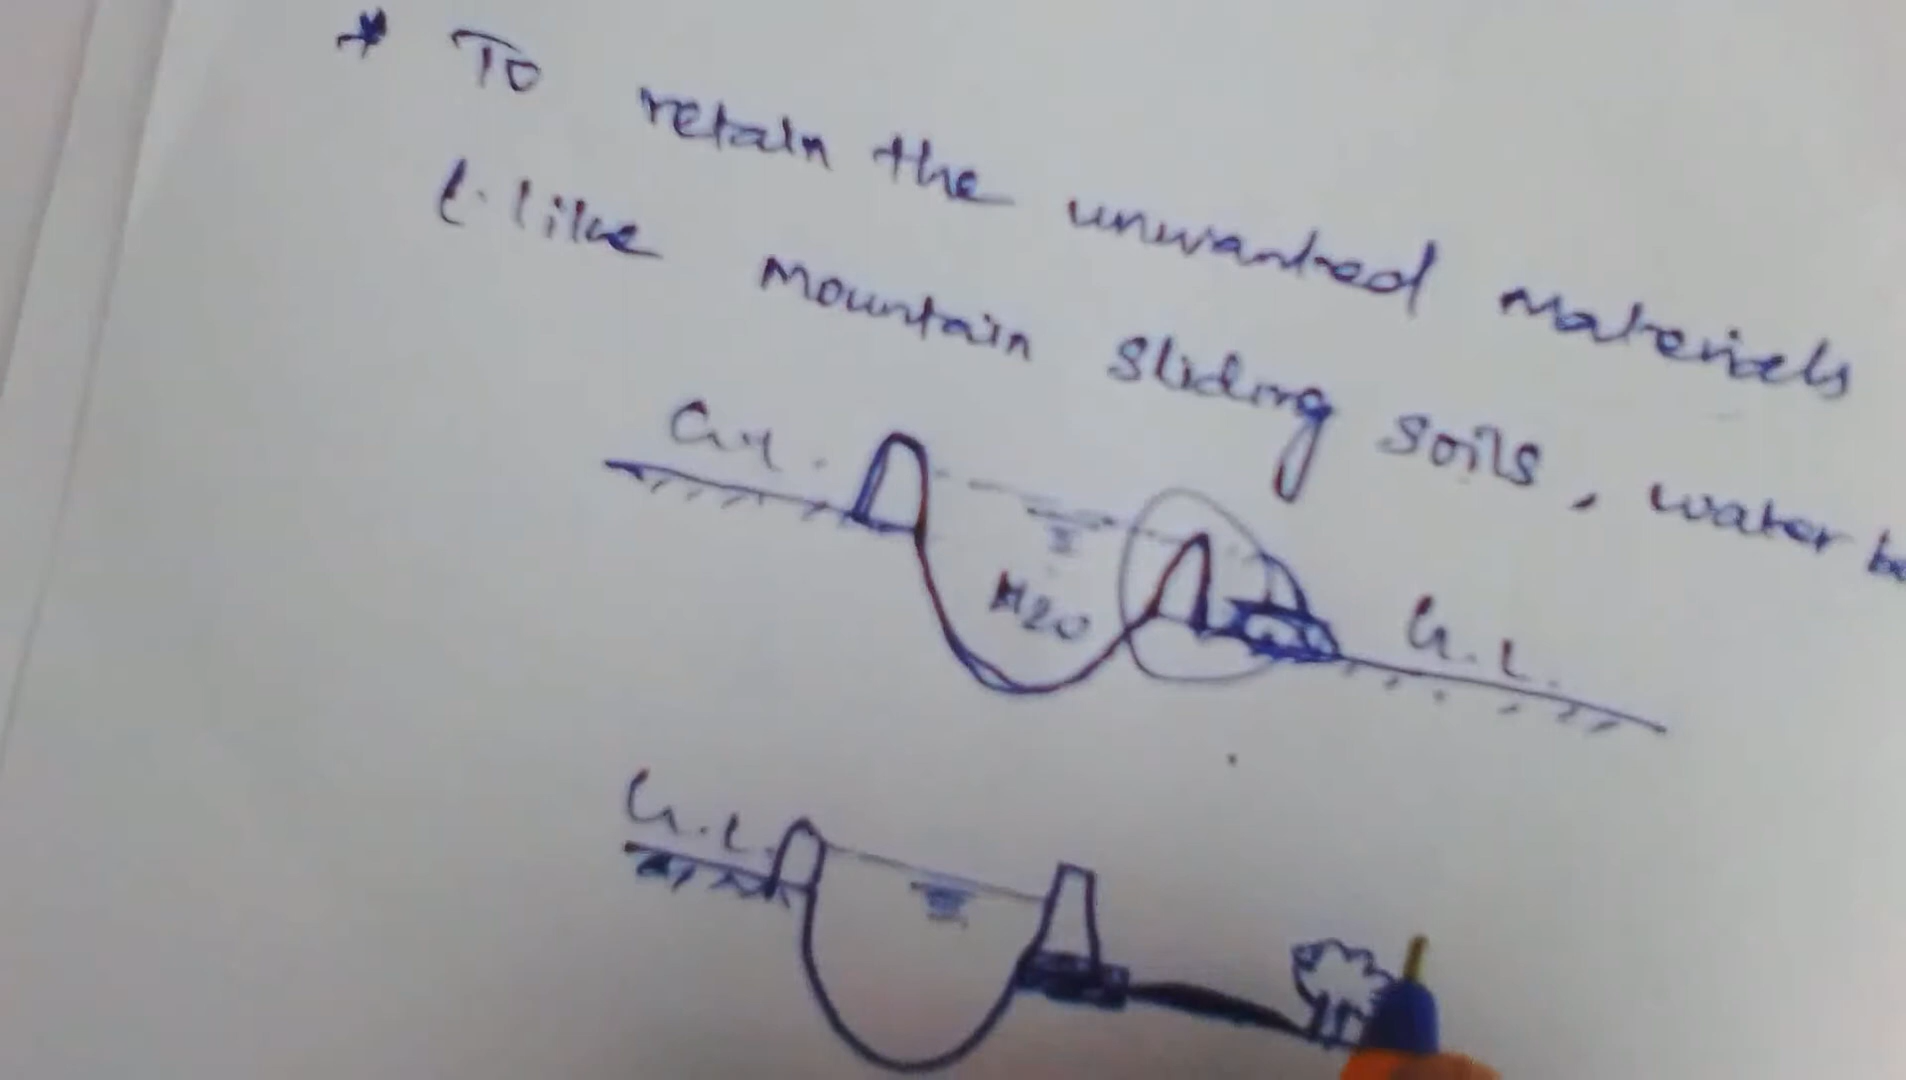 * To retain the unwanted materials
like mountain sliding soils, water
G.L.
H2O
G.L.
G.L.